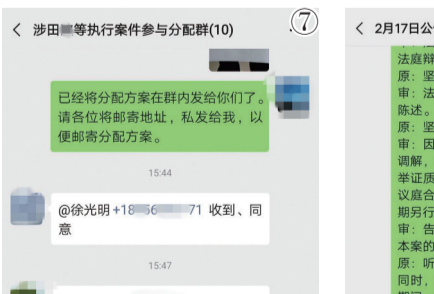 涉田 等执行案件参与分配群(10)
⑦
已经将分配方案在群内发给你们了。
请各位将邮寄地址，私发给我，以
便邮寄分配方案。
15:44
@徐光明+18 66 71 收到、同
意
15:47
2月17日公
法庭辩
原：坚
审：法
陈述。
原：坚
审：因
调解，
举证质
议庭合
期另行
审：告
本案的
原：听
同时，